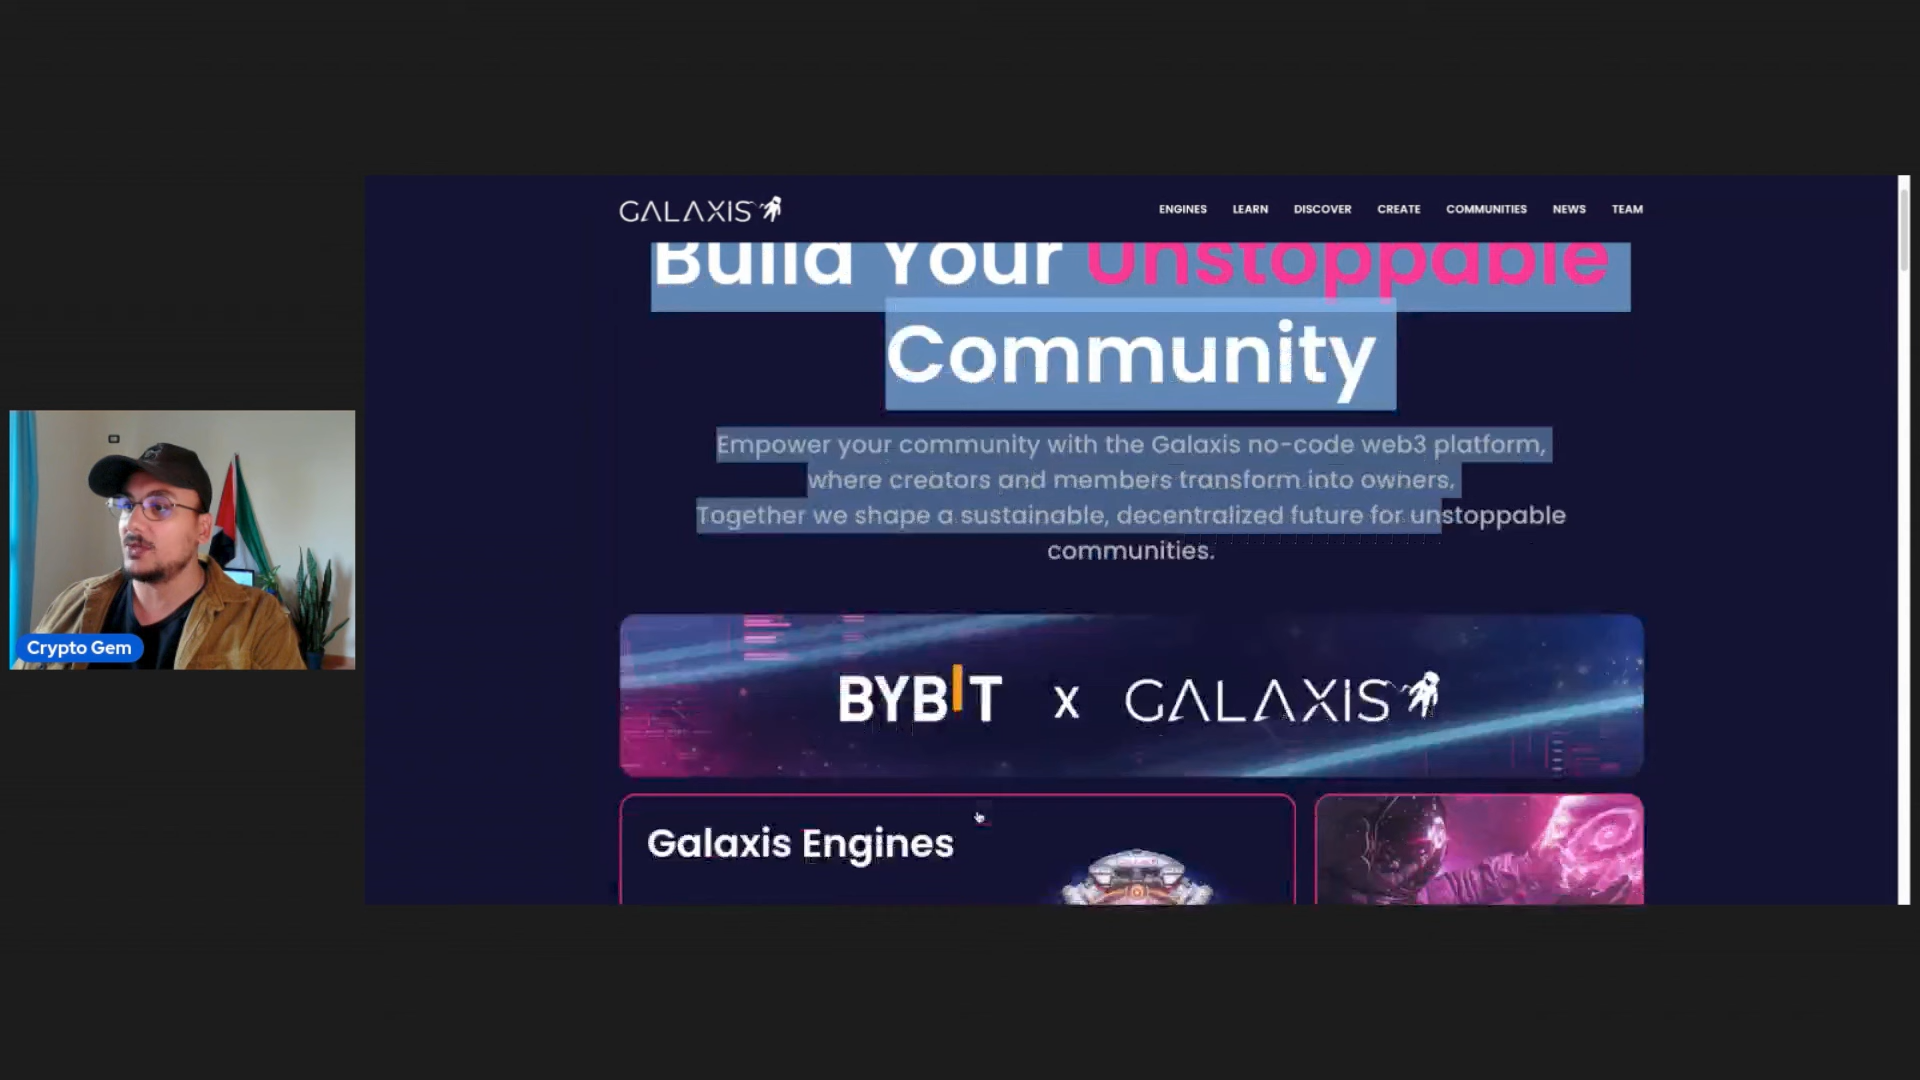 GALAXIS
ENGINES LEARN DISCOVER CREATE COMMUNITIES NEWS TEAM
Build Your Unstoppable
Community
Empower your community with the Galaxis no-code web3 platform,
where creators and members transform into owners.
Together we shape a sustainable, decentralized future for unstoppable
communities.
Crypto Gem
BYBIT x GALAXIS
Galaxis Engines